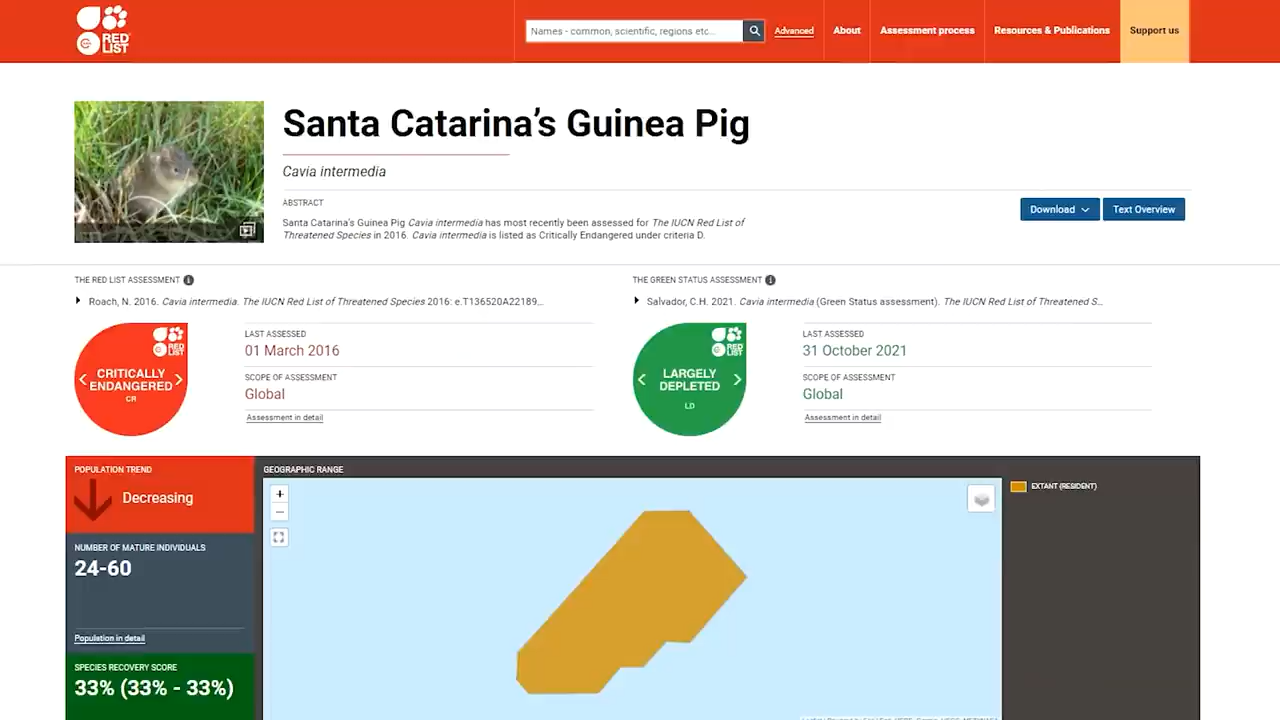 RED
LIST
Names - common, scientific, regions etc...
Advanced
About
Assessment process
Resources & Publications
Support us
Santa Catarina’s Guinea Pig
Cavia intermedia
ABSTRACT
Santa Catarina's Guinea Pig Cavia intermedia has most recently been assessed for The IUCN Red List of
Threatened Species in 2016. Cavia intermedia is listed as Critically Endangered under criteria D.
Download
Text Overview
THE RED LIST ASSESSMENT i
Roach, N. 2016. Cavia intermedia. The IUCN Red List of Threatened Species 2016: e.T136520A22189...
RED
LIST
CRITICALLY
ENDANGERED
CR
LAST ASSESSED
01 March 2016
SCOPE OF ASSESSMENT
Global
Assessment in detail
THE GREEN STATUS ASSESSMENT i
Salvador, C.H. 2021. Cavia intermedia (Green Status assessment). The IUCN Red List of Threatened S...
RED
LIST
LARGELY
DEPLETED
LD
LAST ASSESSED
31 October 2021
SCOPE OF ASSESSMENT
Global
Assessment in detail
POPULATION TREND
Decreasing
NUMBER OF MATURE INDIVIDUALS
24-60
Population in detail
SPECIES RECOVERY SCORE
33% (33% - 33%)
GEOGRAPHIC RANGE
+
−
EXTANT (RESIDENT)